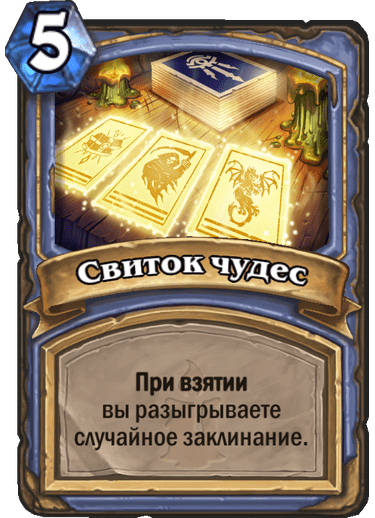 5
Свиток чудес
При взятии
вы разыгрываете
случайное заклинание.